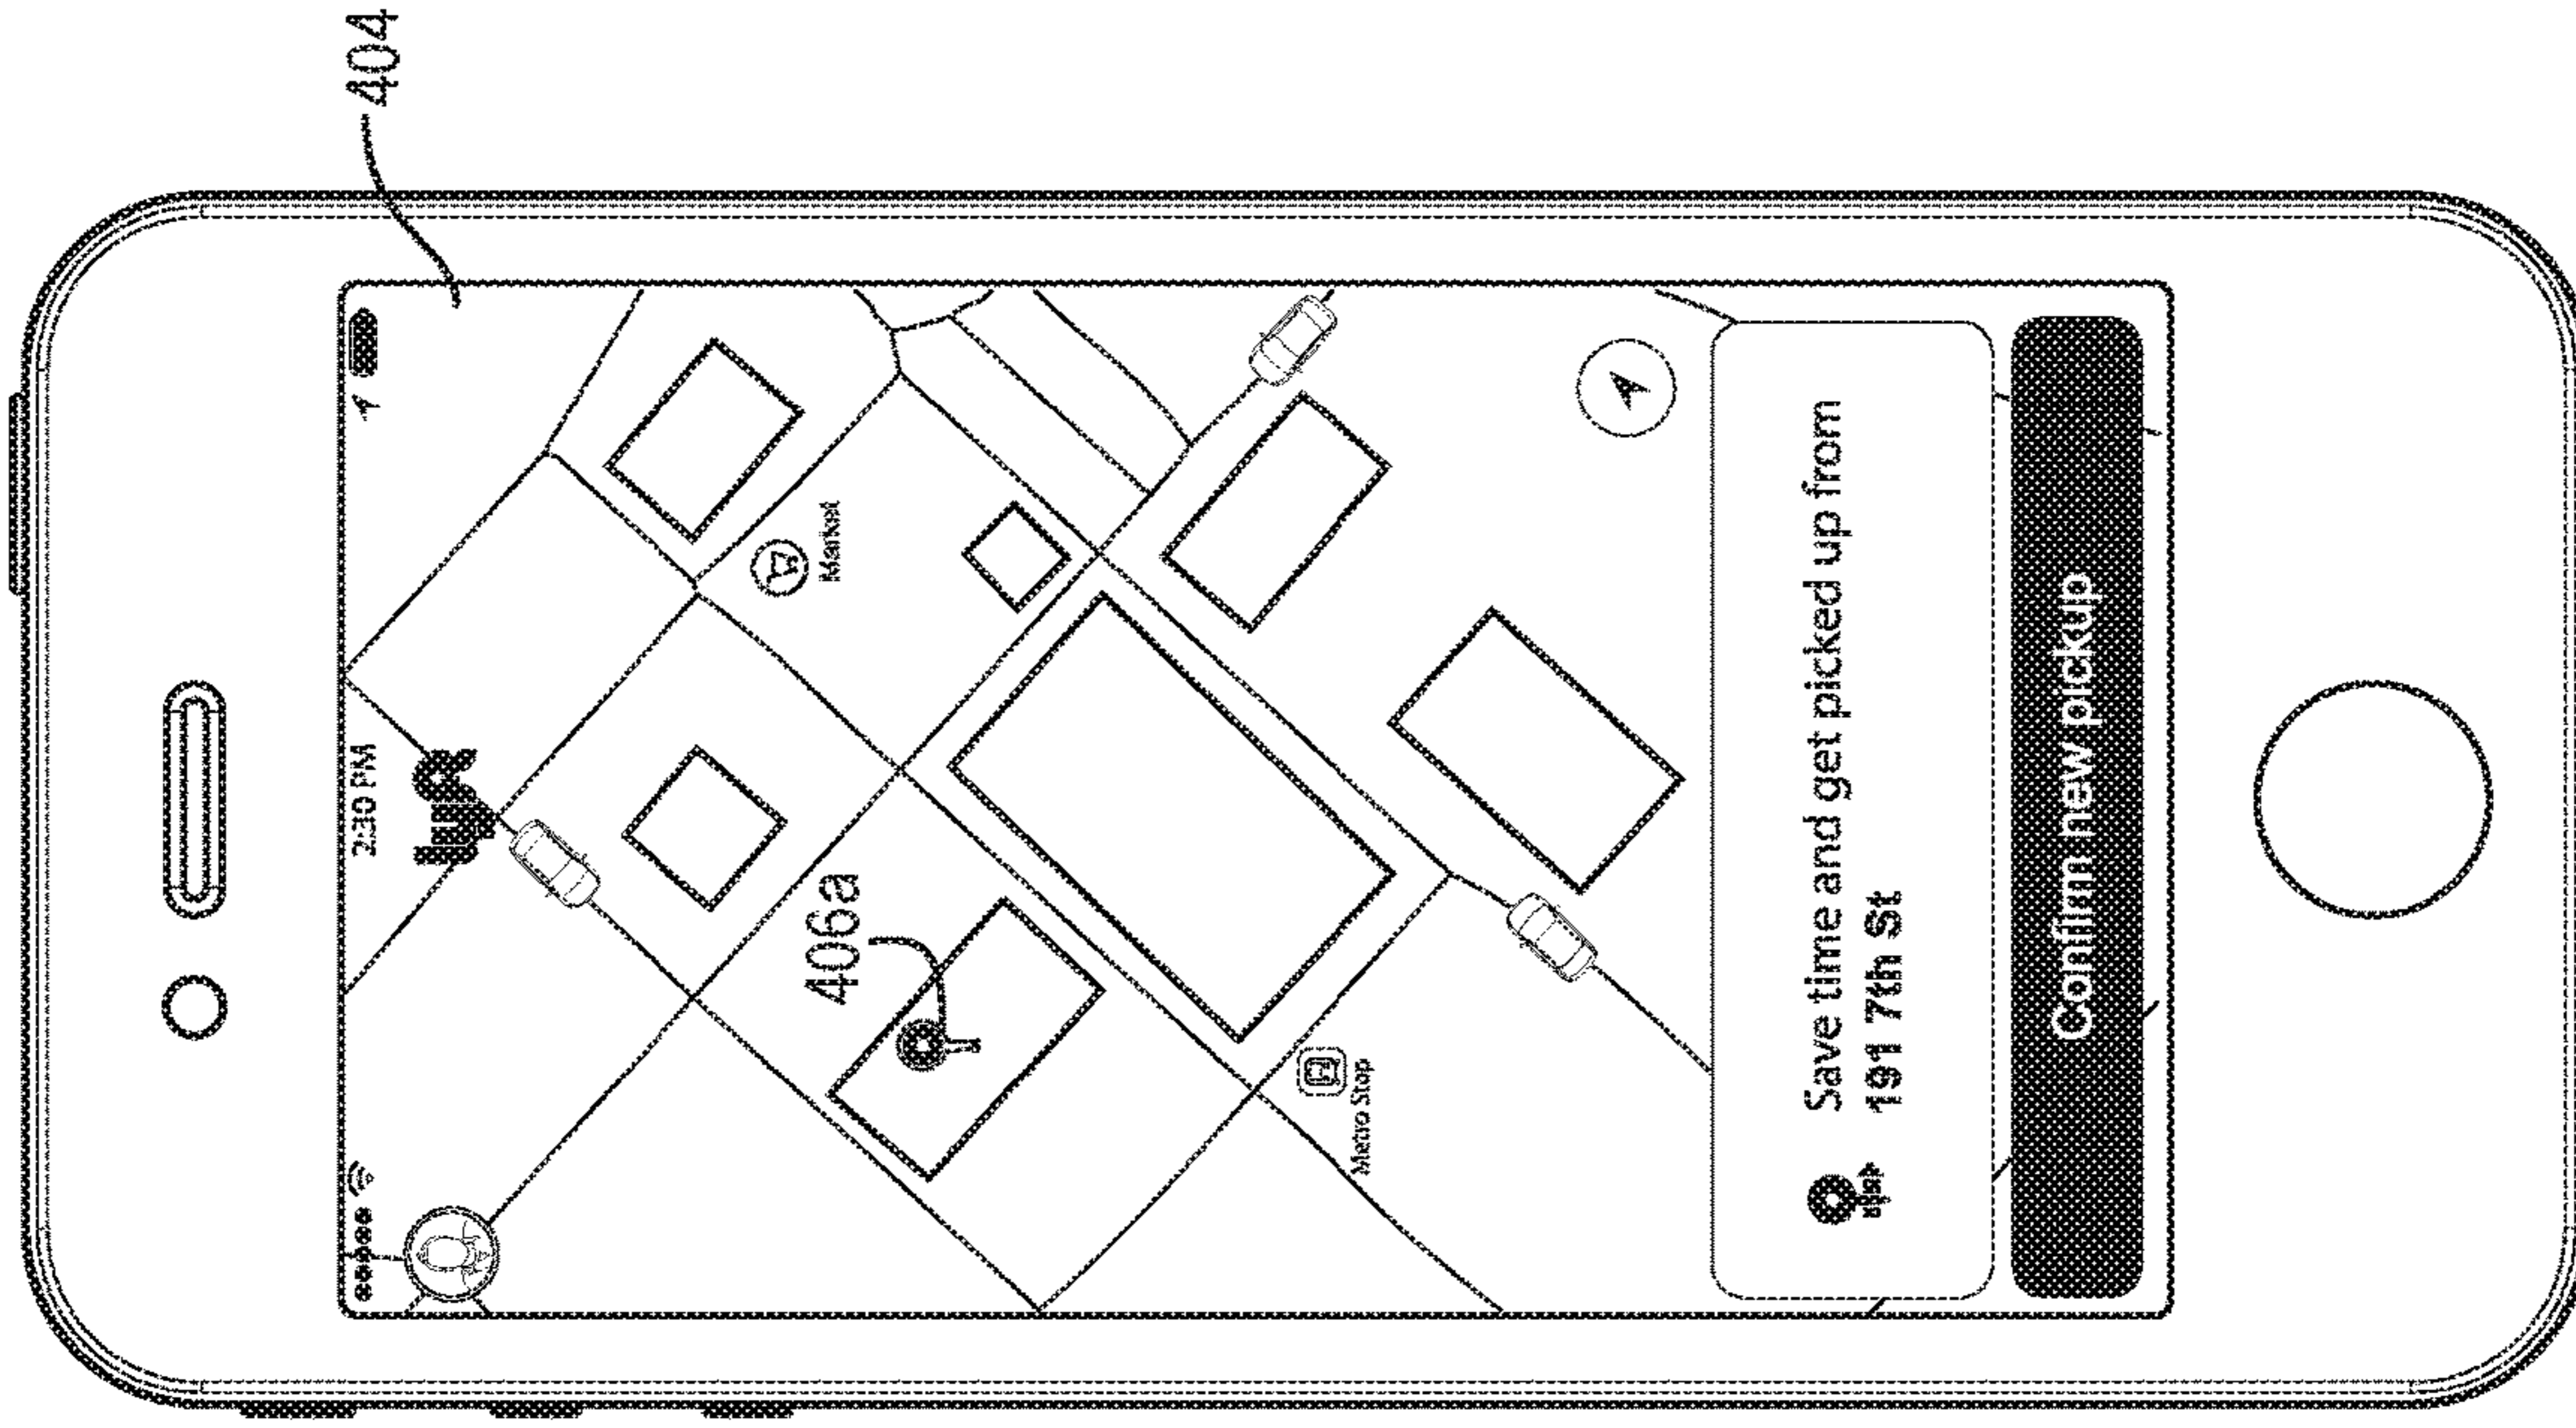 404
2:30 PM
lyft
Market
406a
Metro Stop
Save time and get picked up from
191 7th St
Confirm new pickup